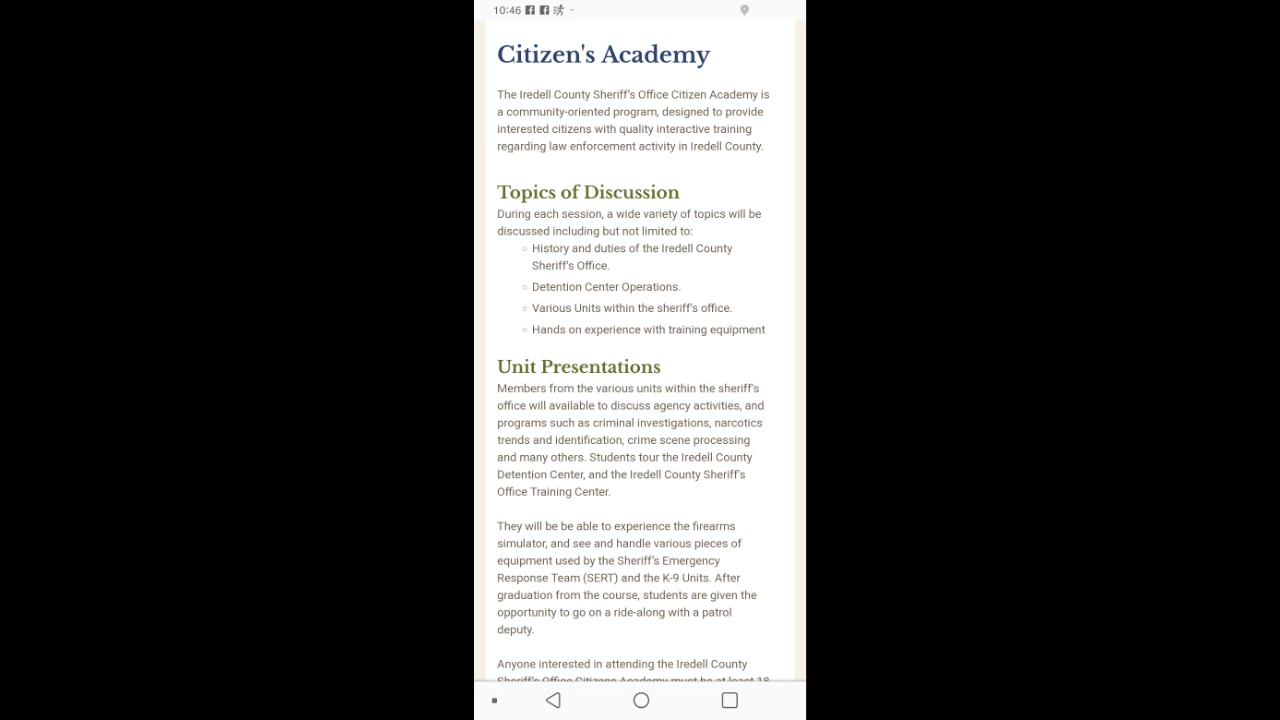 10:46
Citizen's Academy
The Iredell County Sheriff's Office Citizen Academy is
a community-oriented program, designed to provide
interested citizens with quality interactive training
regarding law enforcement activity in Iredell County.
Topics of Discussion
During each session, a wide variety of topics will be
discussed including but not limited to:
History and duties of the Iredell County
Sheriff's Office.
Detention Center Operations.
Various Units within the sheriff's office.
Hands on experience with training equipment
Unit Presentations
Members from the various units within the sheriff's
office will available to discuss agency activities, and
programs such as criminal investigations, narcotics
trends and identification, crime scene processing
and many others. Students tour the Iredell County
Detention Center, and the Iredell County Sheriff's
Office Training Center.
They will be be able to experience the firearms
simulator, and see and handle various pieces of
equipment used by the Sheriff's Emergency
Response Team (SERT) and the K-9 Units. After
graduation from the course, students are given the
opportunity to go on a ride-along with a patrol
deputy.
Anyone interested in attending the Iredell County
Sheriff's Office Citizens Academy must be at least 18